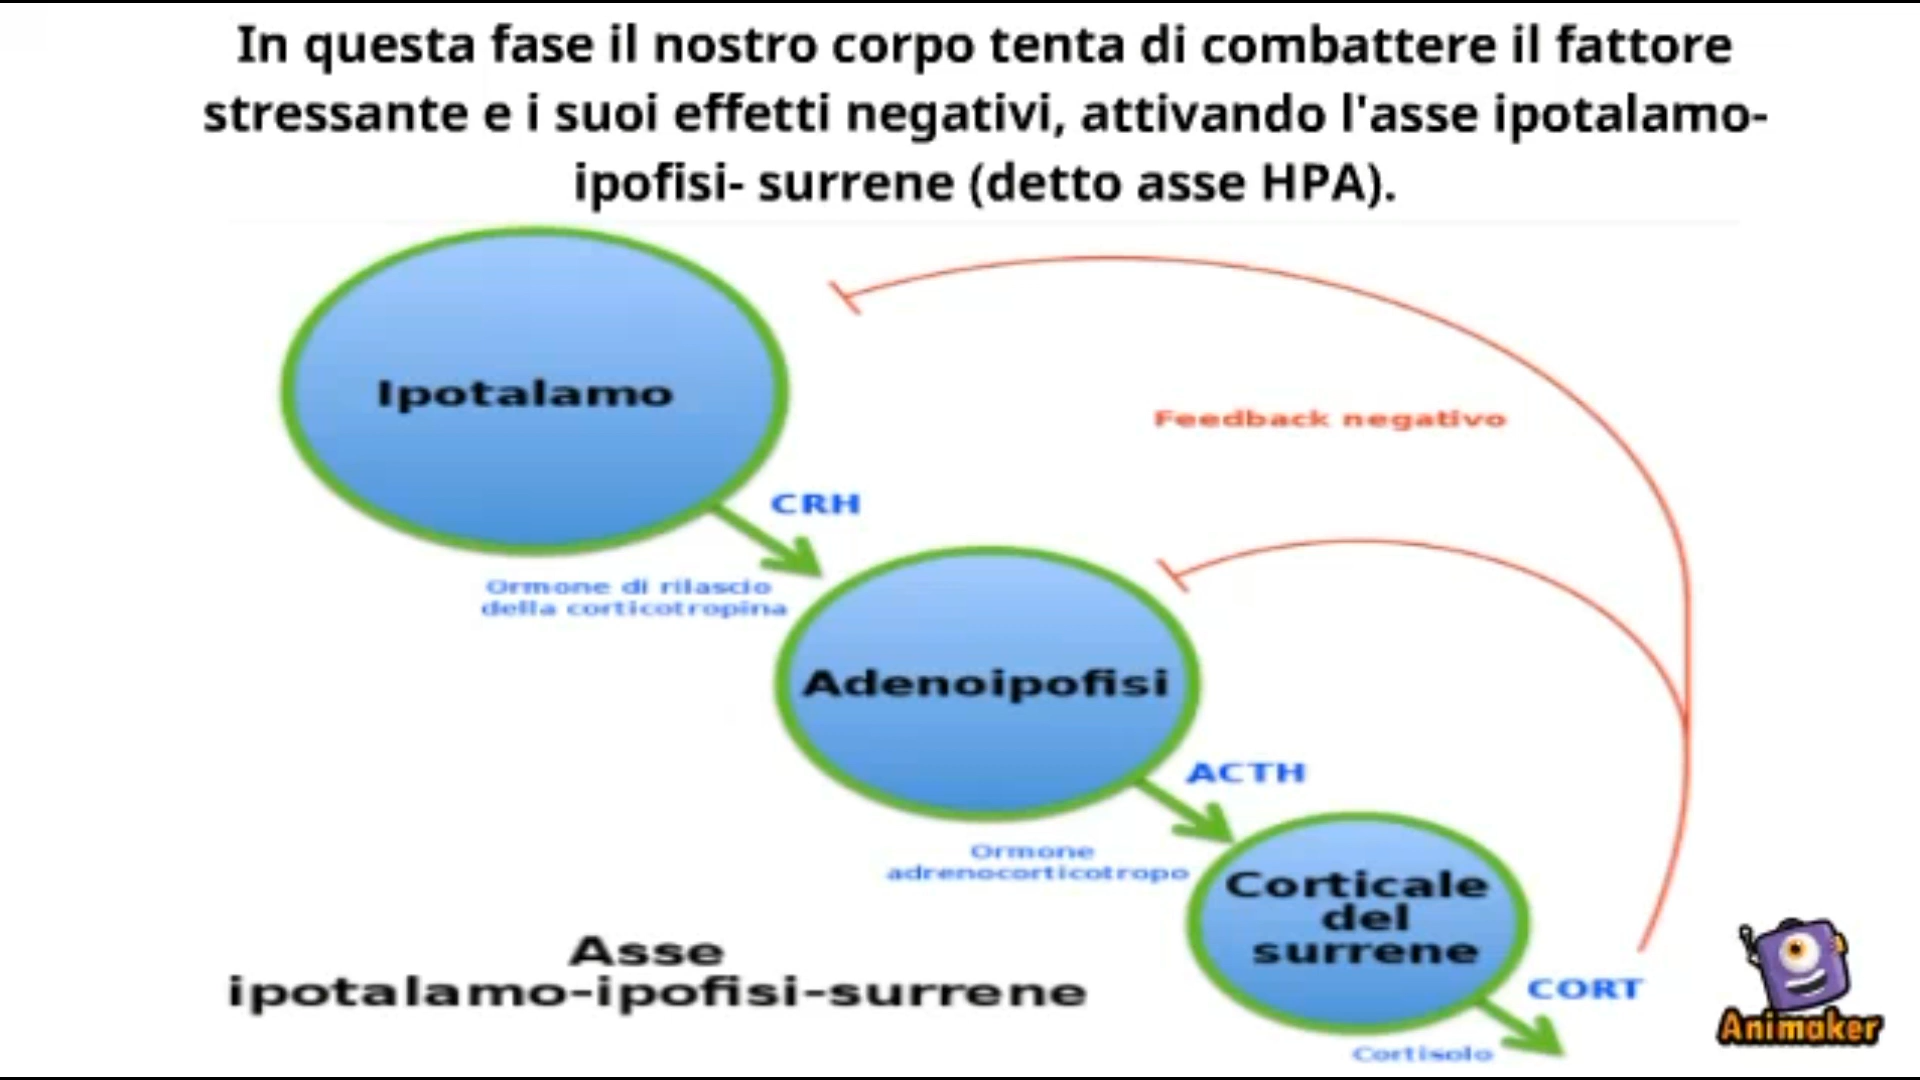 In questa fase il nostro corpo tenta di combattere il fattore
stressante e i suoi effetti negativi, attivando l'asse ipotalamo-
ipofisi- surrene (detto asse HPA).
Ipotalamo
Feedback negativo
CRH
Ormone di rilascio
della corticotropina
Adenoipofisi
ACTH
Ormone
adrenocorticotropo
Corticale
del
surrene
Asse
ipotalamo-ipofisi-surrene
CORT
Cortisolo
Animaker